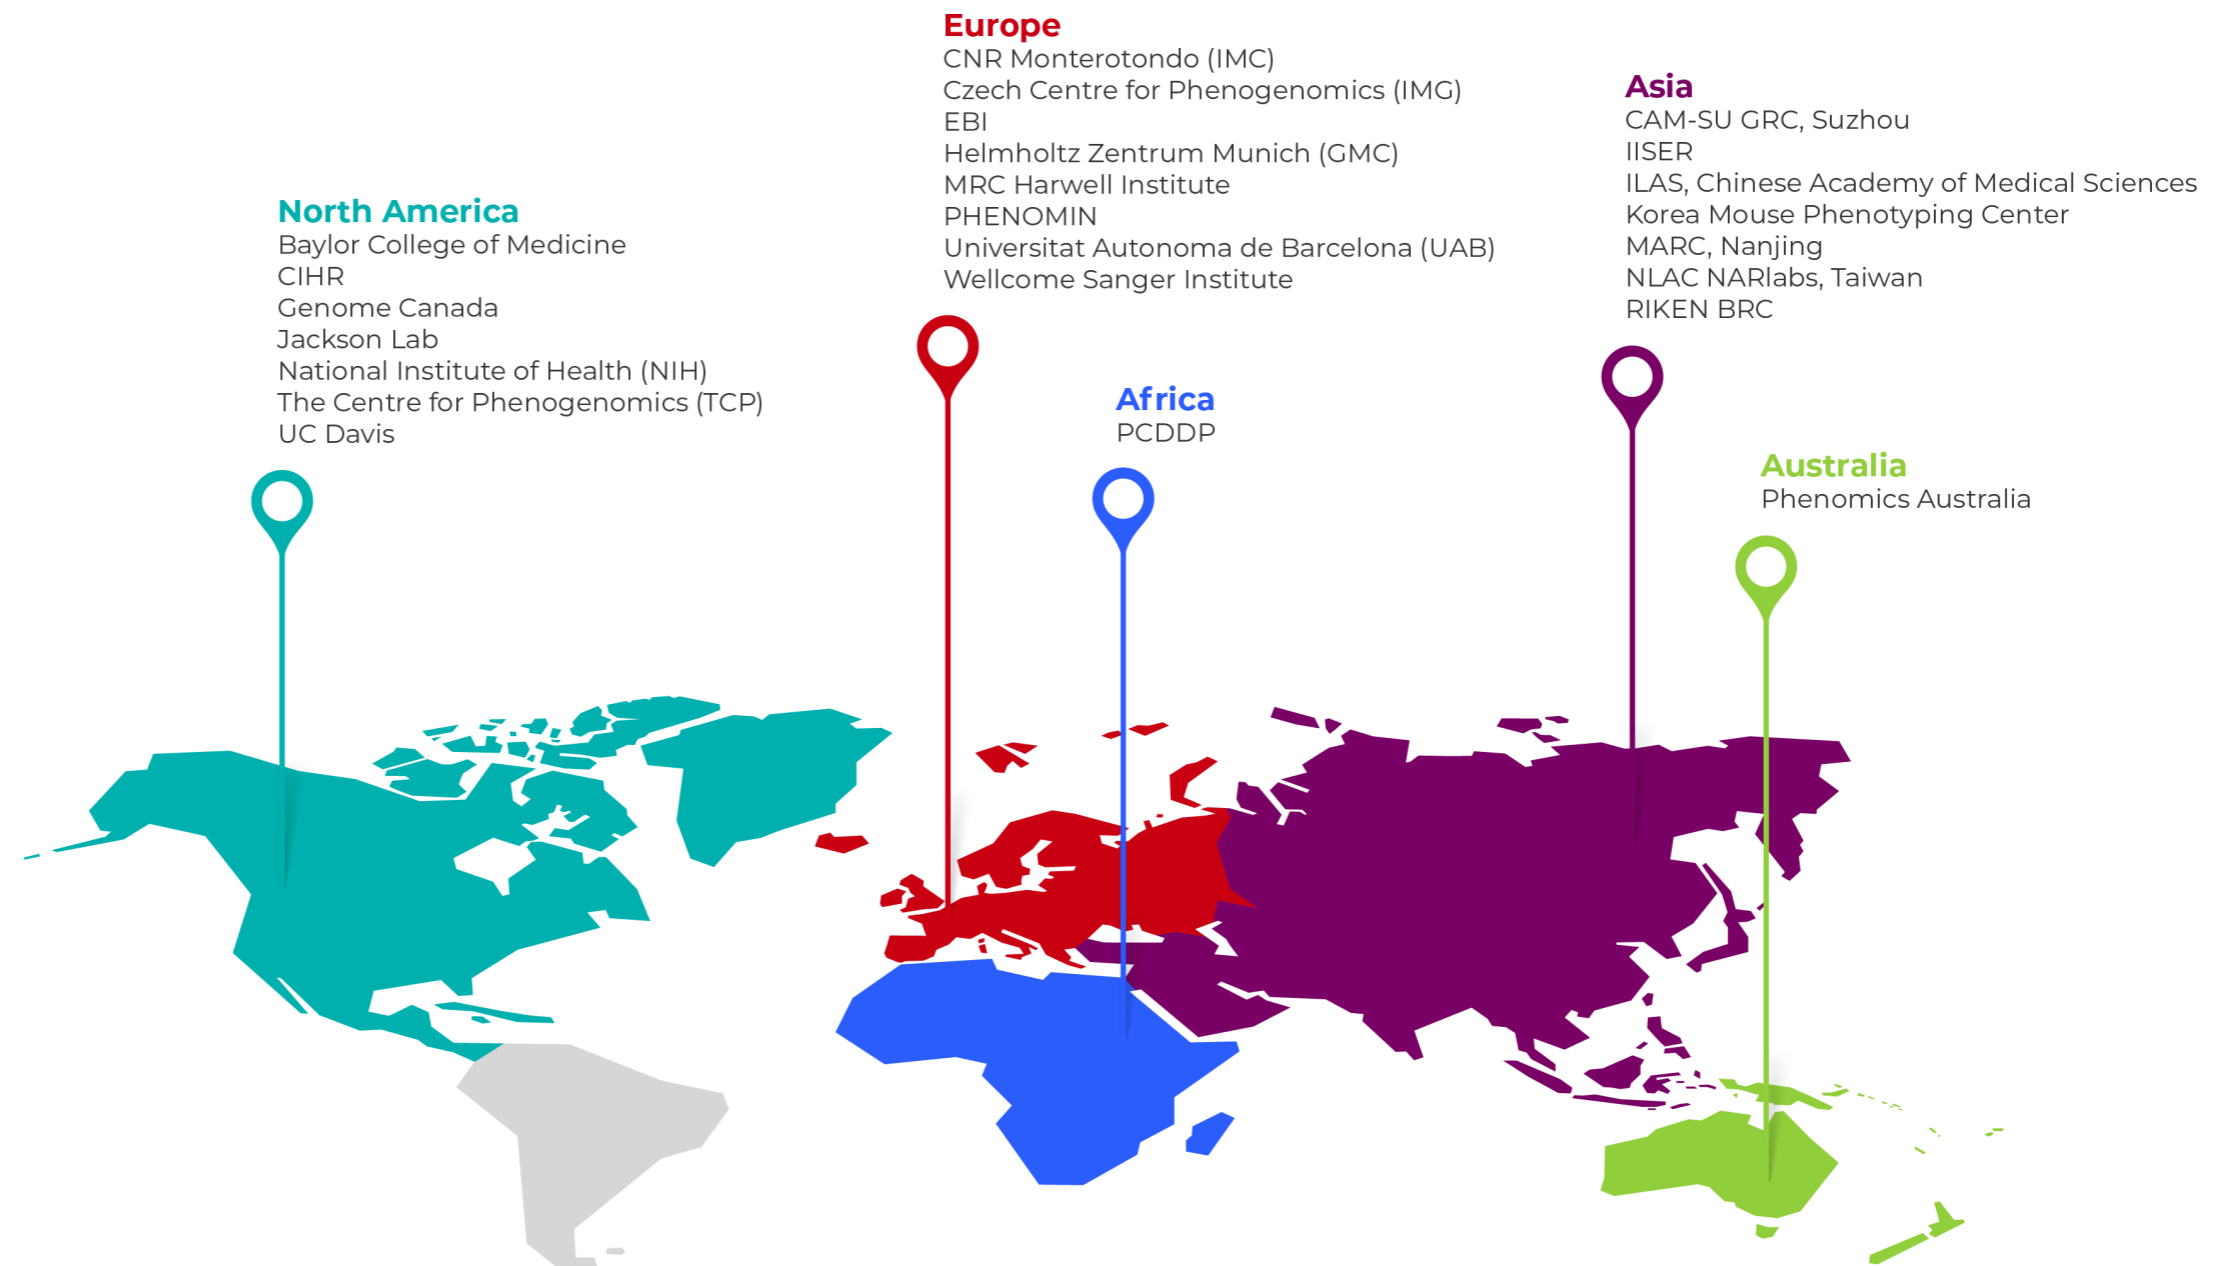 North America
Baylor College of Medicine
CIHR
Genome Canada
Jackson Lab
National Institute of Health (NIH)
The Centre for Phenogenomics (TCP)
UC Davis
Europe
CNR Monterotondo (IMC)
Czech Centre for Phenogenomics (IMG)
EBI
Helmholtz Zentrum Munich (GMC)
MRC Harwell Institute
PHENOMIN
Universitat Autonoma de Barcelona (UAB)
Wellcome Sanger Institute
Africa
PCDDP
Asia
CAM-SU GRC, Suzhou
IISER
ILAS, Chinese Academy of Medical Sciences
Korea Mouse Phenotyping Center
MARC, Nanjing
NLAC NARlabs, Taiwan
RIKEN BRC
Australia
Phenomics Australia